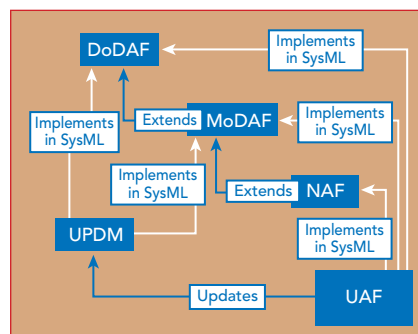 Implements
in SysML
DoDAF
Implements
in SysML
Extends
MoDAF
Implements
in SysML
Implements
in SysML
Extends
NAF
UPDM
Implements
in SysML
Updates
UAF